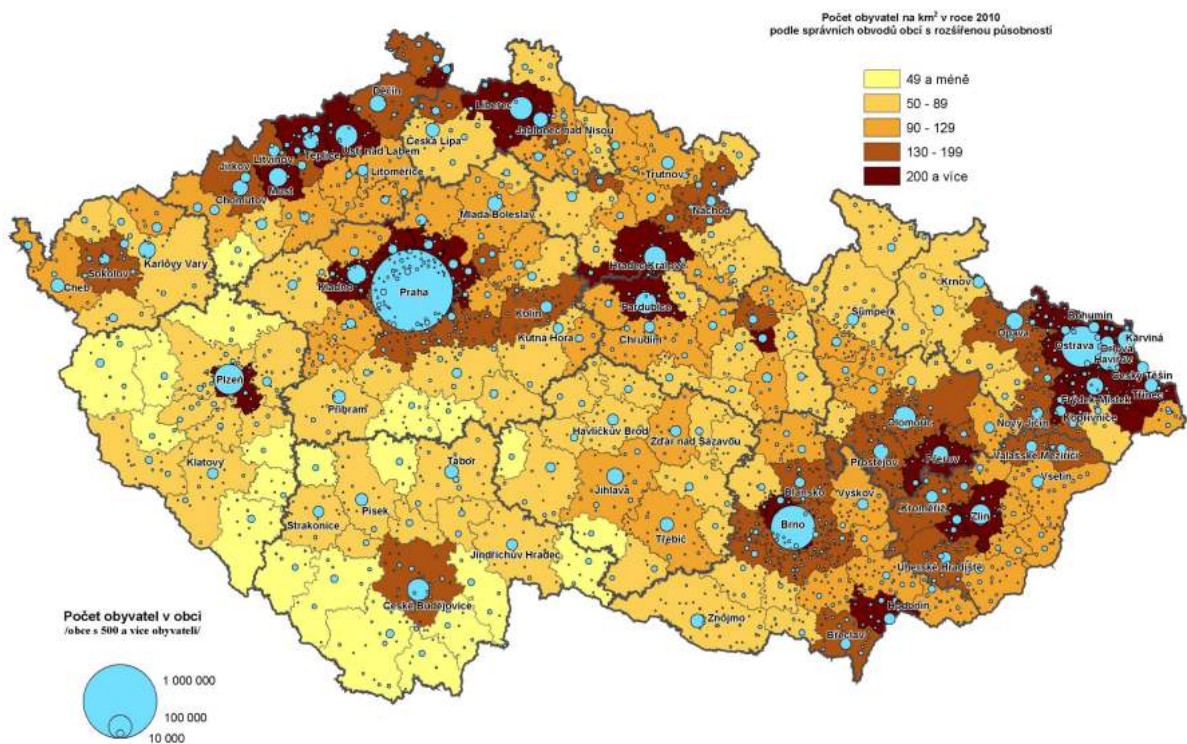 Počet obyvatel na km² v roce 2010
podle správních obvodů obcí s rozšířenou působností
49 a méně
50 - 89
90 - 129
130 - 199
200 a více
Děčín
Liberec
Jablonec nad Nisou
Česká Lípa
Ústí nad Labem
Teplice
Litvínov
Jirkov
Most
Chomutov
Litoměřice
Trutnov
Náchod
Mladá Boleslav
Hradec Králové
Sokolov
Karlovy Vary
Cheb
Kladno
Praha
Kolín
Pardubice
Kutná Hora
Chrudim
Šumperk
Krnov
Opava
Bohumín
Karviná
Ostrava
Orlová
Havířov
Český Těšín
Třinec
Frýdek-Místek
Kopřivnice
Plzeň
Příbram
Havlíčkův Brod
Žďár nad Sázavou
Olomouc
Nový Jičín
Valašské Meziříčí
Klatovy
Tábor
Jihlava
Prostějov
Přerov
Vsetín
Blansko
Vyškov
Kroměříž
Zlín
Strakonice
Písek
Třebíč
Brno
Jindřichův Hradec
Uherské Hradiště
České Budějovice
Hodonín
Znojmo
Břeclav
Počet obyvatel v obci
/obce s 500 a více obyvateli/
1 000 000
100 000
10 000